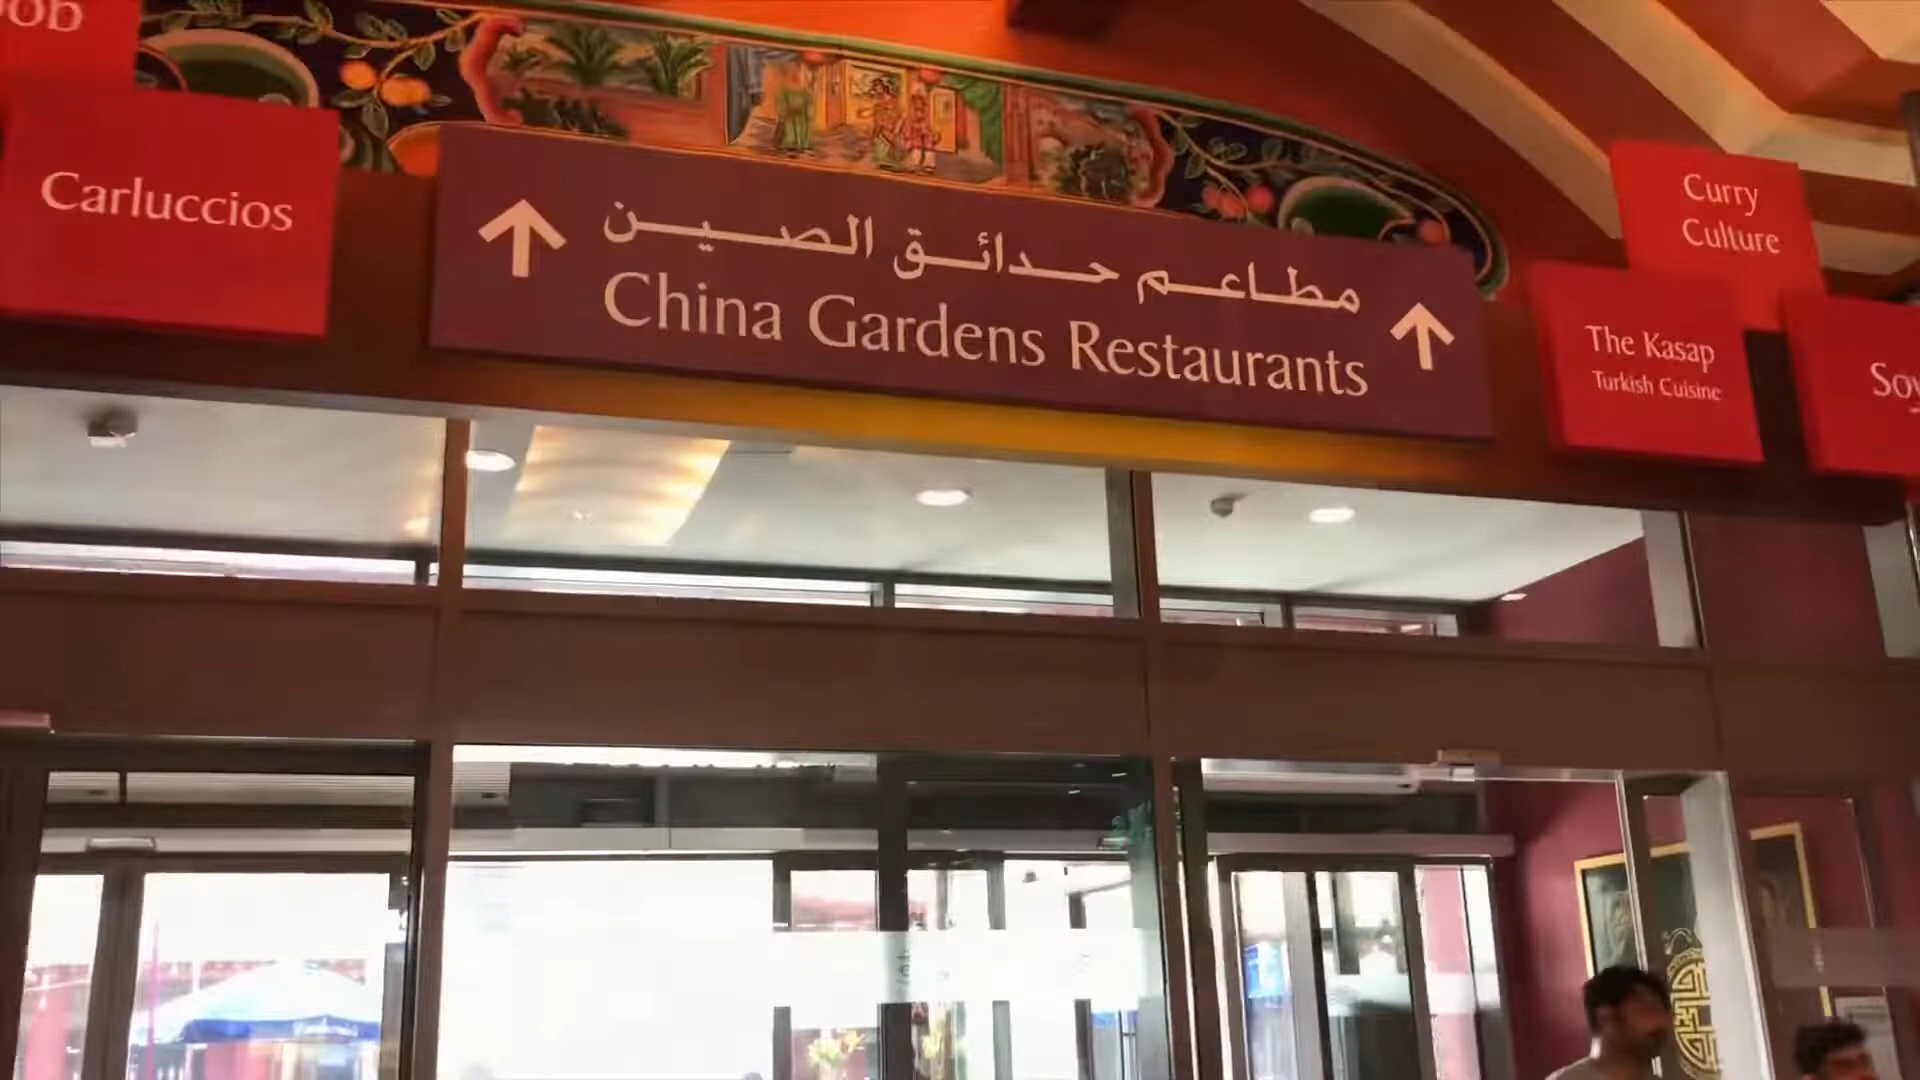 Carluccios
مطاعم حدائق الصين
China Gardens Restaurants
Curry
Culture
The Kasap
Turkish Cuisine